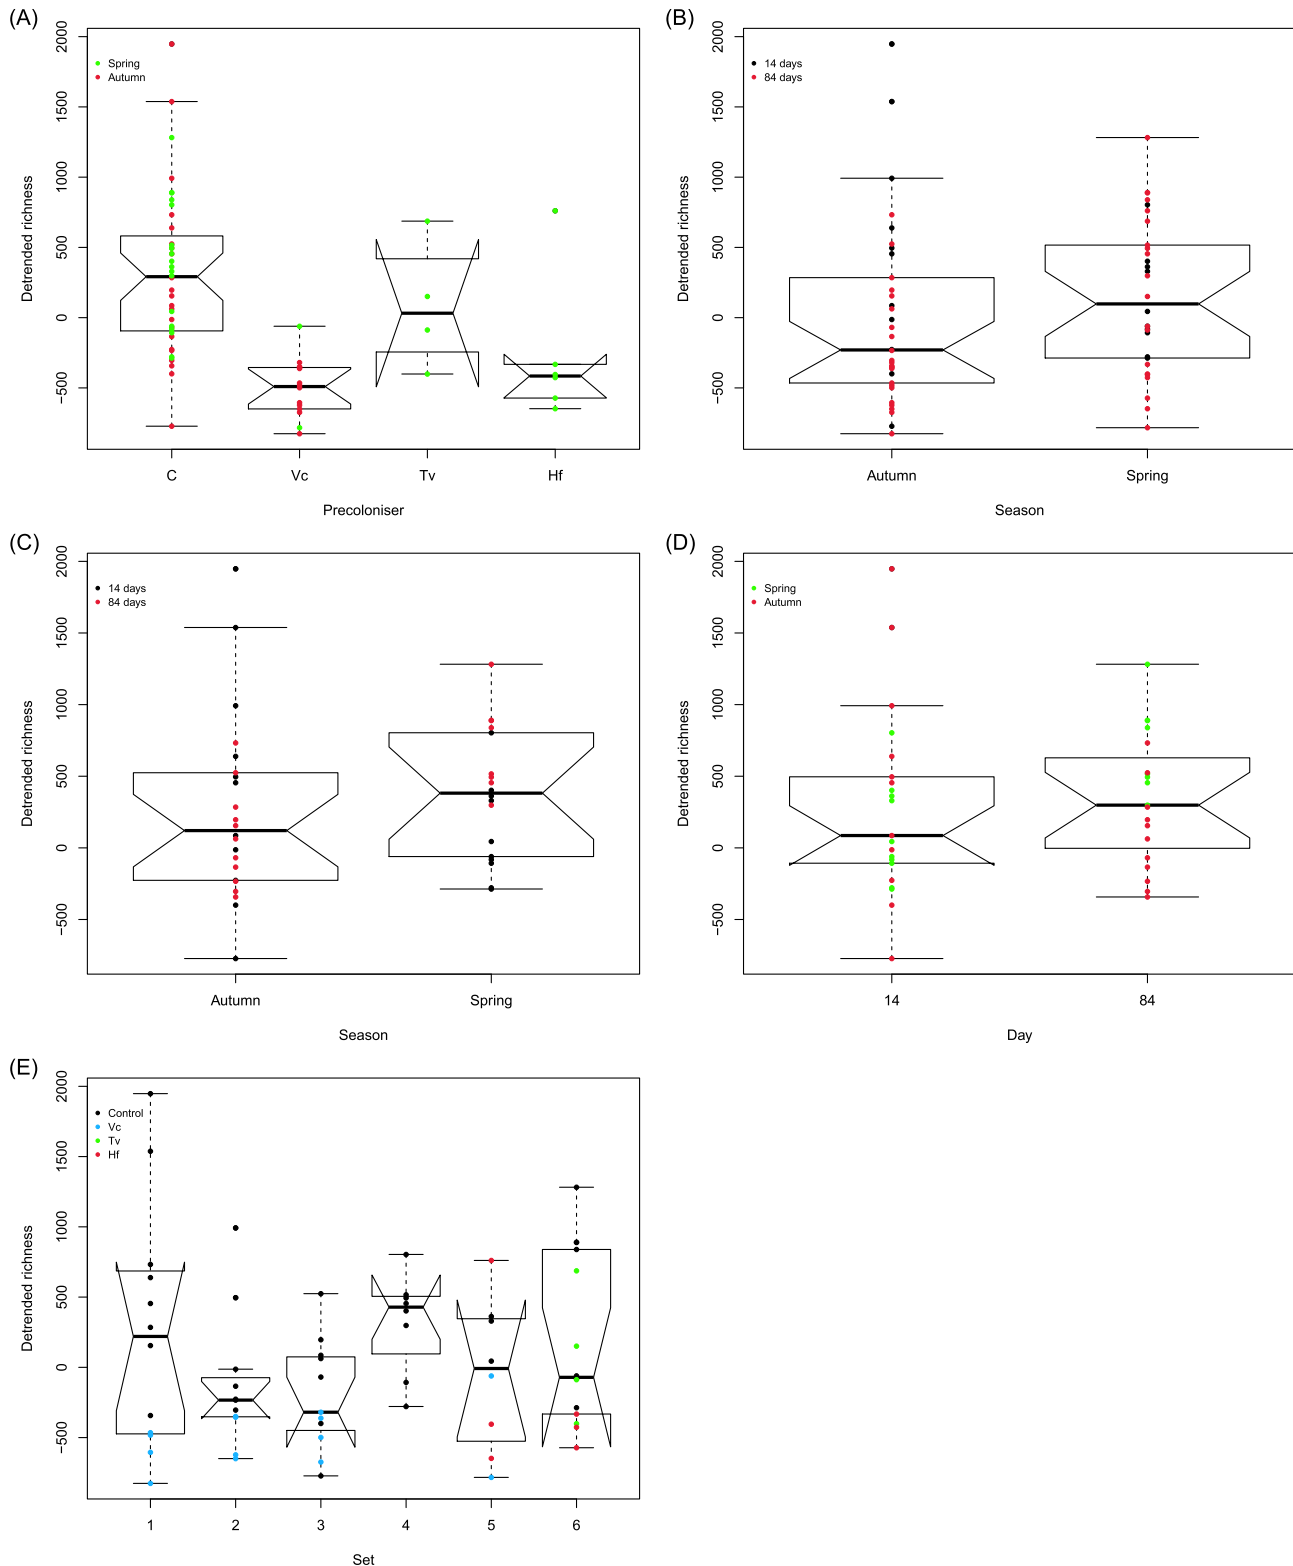 (A)
2000
1500
1000
500
0
−500
Detrended richness
Spring
Autumn
C Vc Tv Hf
Precoloniser
(B)
2000
1500
1000
500
0
−500
Detrended richness
14 days
84 days
Autumn Spring
Season
(C)
2000
1500
1000
500
0
−500
Detrended richness
14 days
84 days
Autumn Spring
Season
(D)
2000
1500
1000
500
0
−500
Detrended richness
Spring
Autumn
14 84
Day
(E)
2000
1500
1000
500
0
−500
Detrended richness
Control
Vc
Tv
Hf
1 2 3 4 5 6
Set